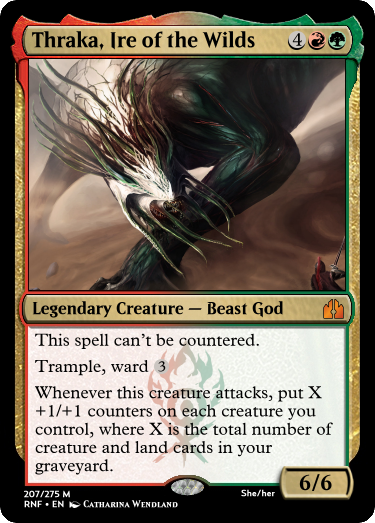 Thraka, Ire of the Wilds 4
Legendary Creature — Beast God
This spell can't be countered.
Trample, ward 3
Whenever this creature attacks, put X
+1/+1 counters on each creature you
control, where X is the total number of
creature and land cards in your
graveyard.
6/6
207/275 M
RNF • EN Catharina Wendland
She/her